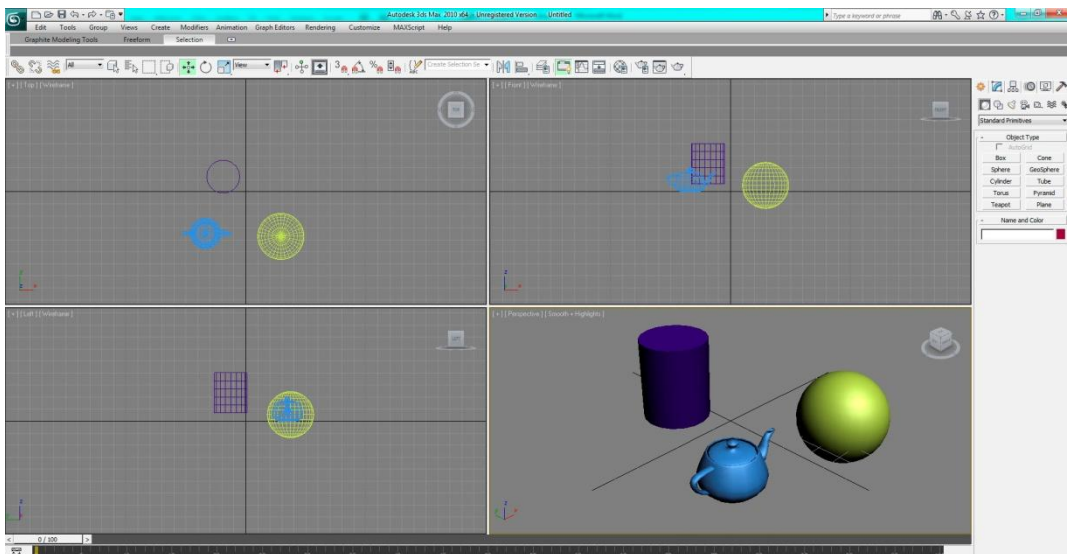 Autodesk 3ds Max 2010 x64 - Unregistered Version - Untitled
Type a keyword or phrase
Edit Tools Group Views Create Modifiers Animation Graph Editors Rendering Customize MAXScript Help
Graphite Modeling Tools Freeform Selection
All View 3 Create Selection Se
[ + ] [ Top ] [ Wireframe ]
TOP
[ + ] [ Front ] [ Wireframe ]
Standard Primitives
- Object Type
AutoGrid
Box Cone
Sphere GeoSphere
Cylinder Tube
Torus Pyramid
Teapot Plane
- Name and Color
[ + ] [ Left ] [ Wireframe ]
LEFT
[ + ] [ Perspective ] [ Smooth + Highlights ]
< 0 / 100 >